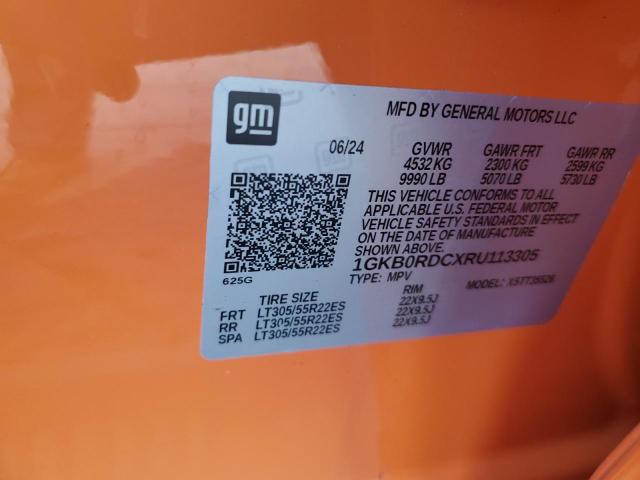 gm
MFD BY GENERAL MOTORS LLC
06/24 GVWR GAWR FRT GAWR RR
4532 KG 2300 KG 2599 KG
9990 LB 5070 LB 5730 LB
THIS VEHICLE CONFORMS TO ALL
APPLICABLE U.S. FEDERAL MOTOR
VEHICLE SAFETY STANDARDS IN EFFECT
ON THE DATE OF MANUFACTURE
SHOWN ABOVE.
1GKB0RDCXRU113305
TYPE: MPV MODEL:
625G
TIRE SIZE RIM
FRT LT305/55R22ES 22X9.5J
RR LT305/55R22ES 22X9.5J
SPA LT305/55R22ES 22X9.5J